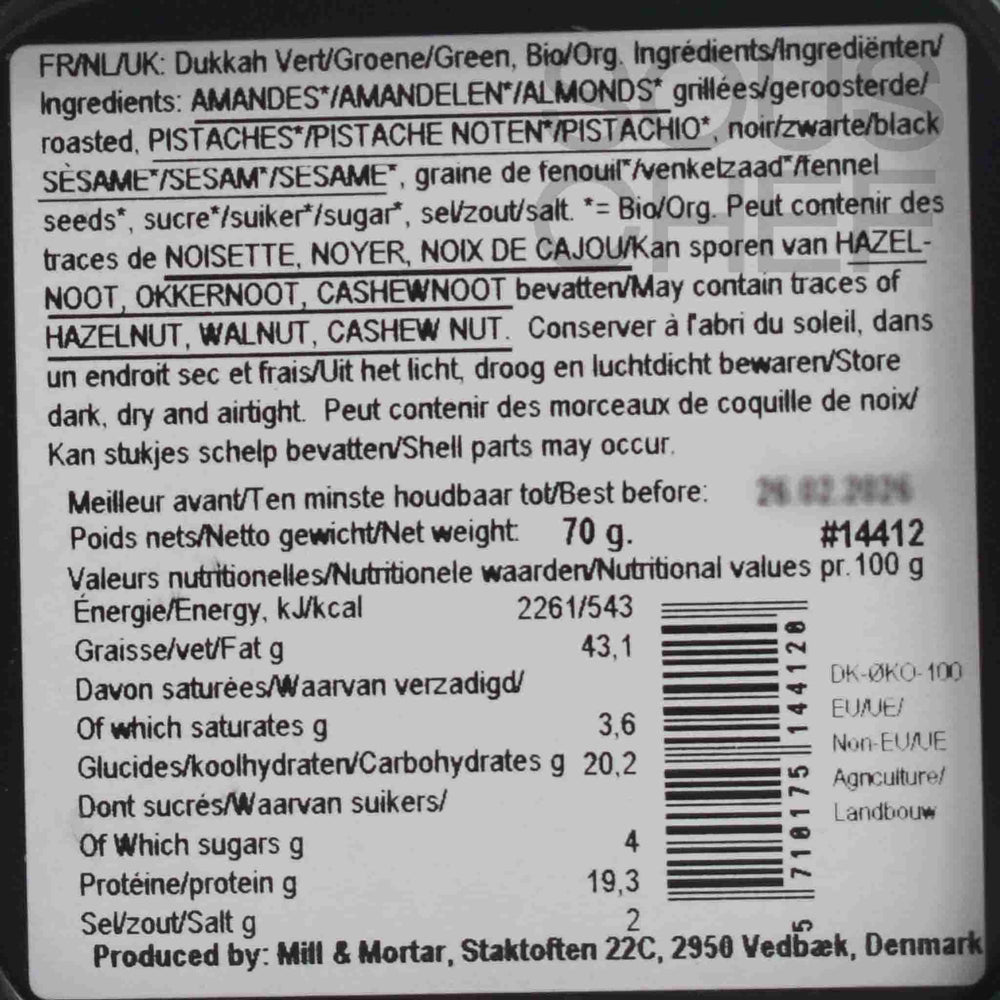 FR/NL/UK: Dukkah Vert/Groene/Green, Bio/Org. Ingrédients/Ingrediënten/
Ingredients: AMANDES*/AMANDELEN*/ALMONDS* grillées/geroosterde/
roasted, PISTACHES*/PISTACHE NOTEN*/PISTACHIO*, noir/zwarte/black
SÈSAME*/SESAM*/SESAME*, graine de fenouil*/venkelzaad*/fennel
seeds*, sucre*/suiker*/sugar*, sel/zout/salt. *= Bio/Org. Peut contenir des
traces de NOISETTE, NOYER, NOIX DE CAJOU/Kan sporen van HAZEL-
NOOT, OKKERNOOT, CASHEWNOOT bevatten/May contain traces of
HAZELNUT, WALNUT, CASHEW NUT. Conserver à l'abri du soleil, dans
un endroit sec et frais/Uit het licht, droog en luchtdicht bewaren/Store
dark, dry and airtight. Peut contenir des morceaux de coquille de noix/
Kan stukjes schelp bevatten/Shell parts may occur.
Meilleur avant/Ten minste houdbaar tot/Best before:
Poids nets/Netto gewicht/Net weight: 70 g. #14412
Valeurs nutritionelles/Nutritionele waarden/Nutritional values pr. 100 g
Énergie/Energy, kJ/kcal 2261/543
Graisse/vet/Fat g 43,1
Davon saturées/Waarvan verzadigd/
Of which saturates g 3,6
Glucides/koolhydraten/Carbohydrates g 20,2
Dont sucrés/Waarvan suikers/
Of Which sugars g 4
Protéine/protein g 19,3
Sel/zout/Salt g 2
5 710175 144120
DK-ØKO-100
EU/UE/
Non-EU/UE
Agriculture/
Landbouw
Produced by: Mill & Mortar, Staktoften 22C, 2950 Vedbæk, Denmark
SOUS
CHEF